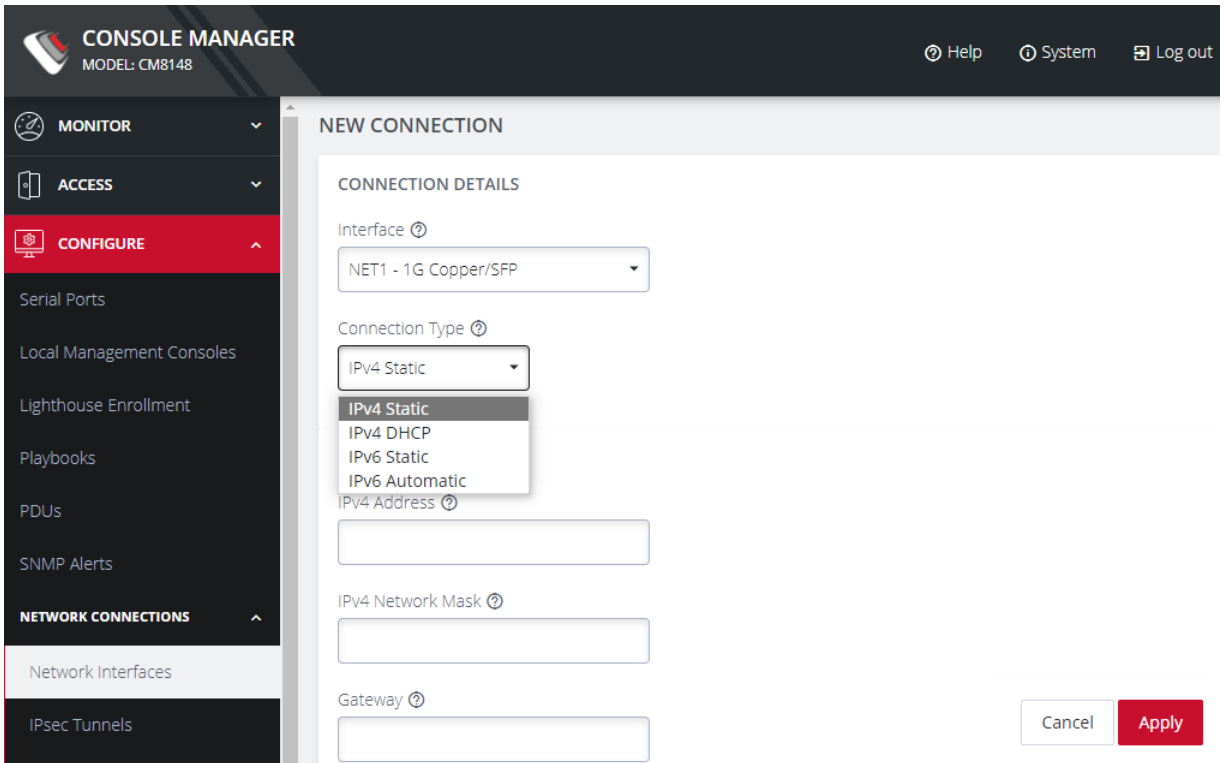 CONSOLE MANAGER
MODEL: CM8148
Help
System
Log out
MONITOR
ACCESS
CONFIGURE
Serial Ports
Local Management Consoles
Lighthouse Enrollment
Playbooks
PDUs
SNMP Alerts
NETWORK CONNECTIONS
Network Interfaces
IPsec Tunnels
NEW CONNECTION
CONNECTION DETAILS
Interface
NET1 - 1G Copper/SFP
Connection Type
IPv4 Static
IPv4 Static
IPv4 DHCP
IPv6 Static
IPv6 Automatic
IPv4 Address
IPv4 Network Mask
Gateway
Cancel
Apply